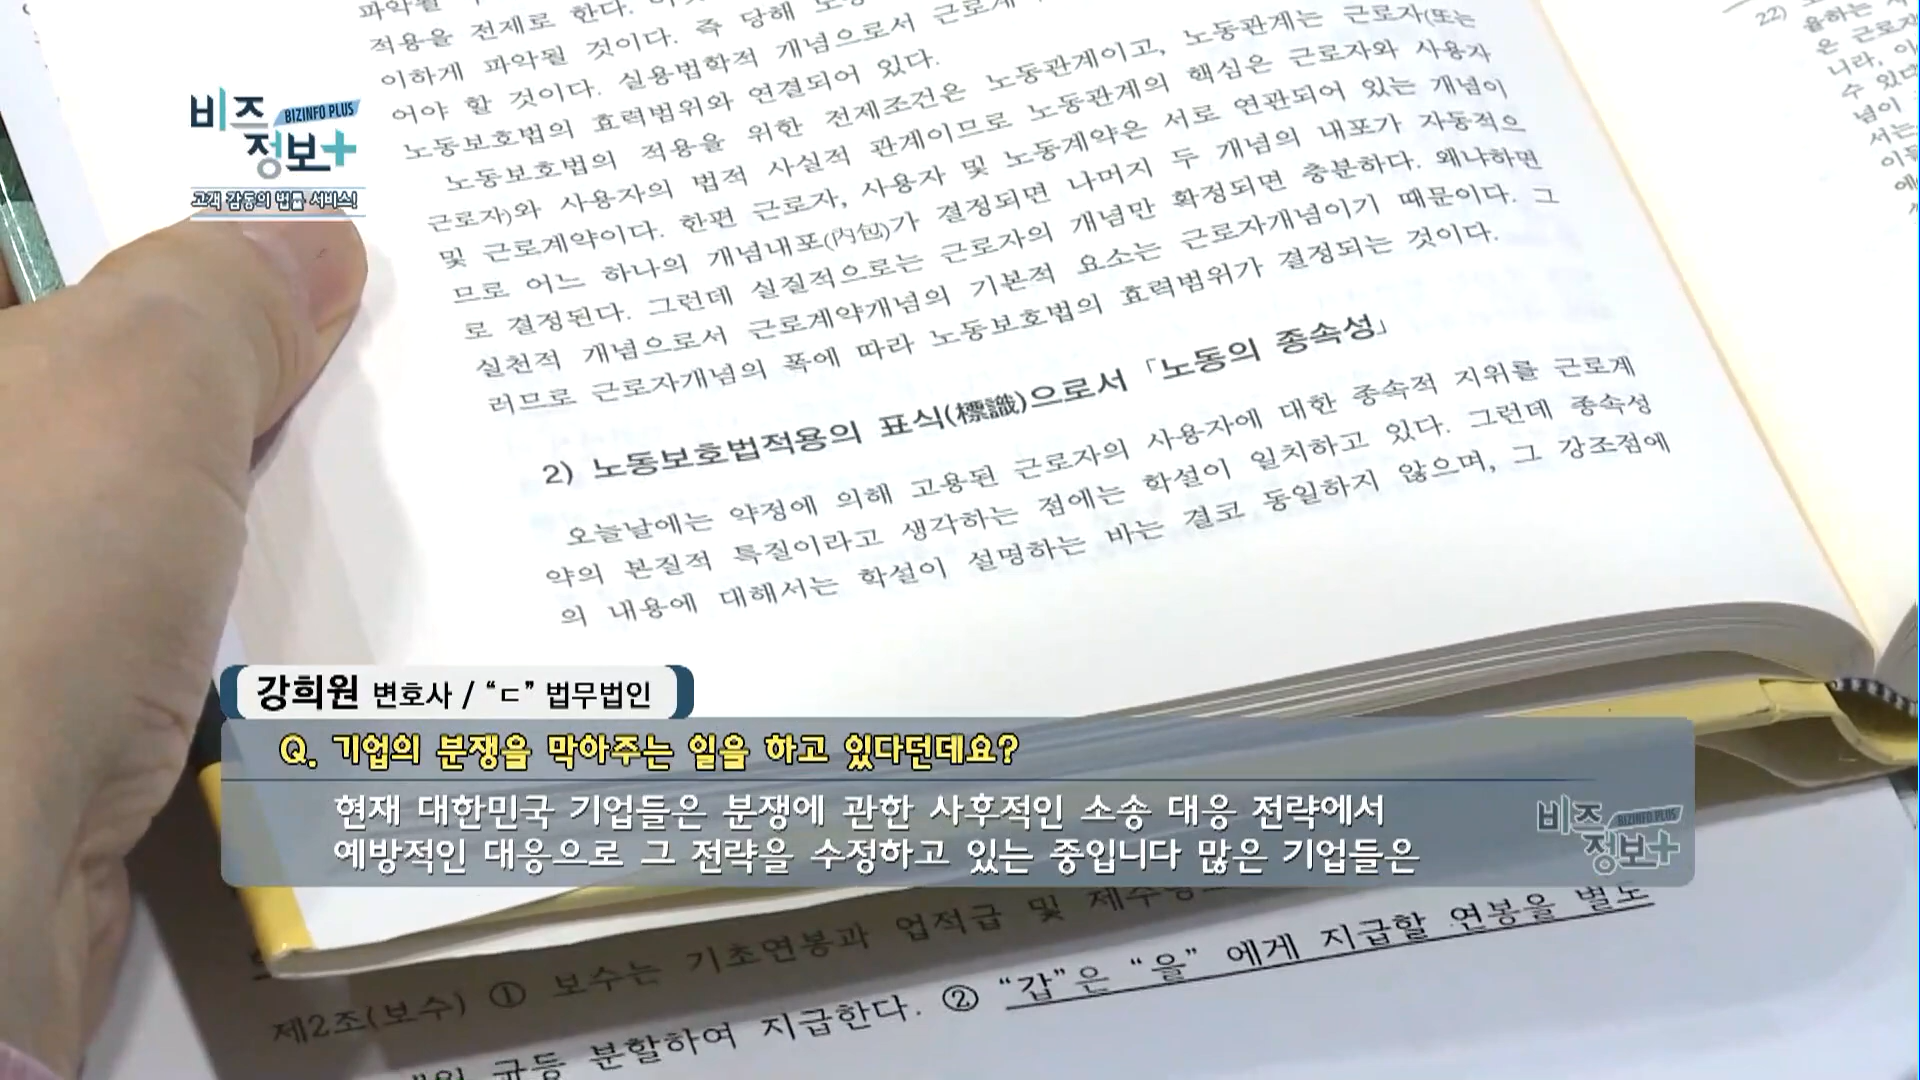 비즈 BIZINFO PLUS
정보+
고객 감동의 법률 서비스!
파악될
적용을 전제로 한다.
이하게 파악될 것이다. 즉 당해
어야 할 것이다. 실용법학적 개념으로서 근로계
노동보호법의 효력범위와 연결되어 있다.
노동보호법의 적용을 위한 전제조건은 노동관계이고, 노동관계는 근로자(또는
근로자)와 사용자의 법적 사실적 관계이므로 노동관계의 핵심은 근로자와 사용자
및 근로계약이다. 한편 근로자, 사용자 및 노동계약은 서로 연관되어 있는 개념이
므로 어느 하나의 개념내포(內包)가 결정되면 나머지 두 개념의 내포가 자동적으
로 결정된다. 그런데 실질적으로는 근로자의 개념만 확정되면 충분하다. 왜냐하면
실천적 개념으로서 근로계약개념의 기본적 요소는 근로자개념이기 때문이다. 그
러므로 근로자개념의 폭에 따라 노동보호법의 효력범위가 결정되는 것이다.
2) 노동보호법적용의 표식(標識)으로서 「노동의 종속성」
오늘날에는 약정에 의해 고용된 근로자의 사용자에 대한 종속적 지위를 근로계
약의 본질적 특질이라고 생각하는 점에는 학설이 일치하고 있다. 그런데 종속성
의 내용에 대해서는 학설이 설명하는 바는 결코 동일하지 않으며, 그 강조점에
22)
율하는
은 근로자
니라, 이
수 있다
념이
서는
강희원 변호사 / “ㄷ” 법무법인
Q. 기업의 분쟁을 막아주는 일을 하고 있다던데요?
현재 대한민국 기업들은 분쟁에 관한 사후적인 소송 대응 전략에서
예방적인 대응으로 그 전략을 수정하고 있는 중입니다 많은 기업들은
비즈 BIZINFO PLUS
정보+
제2조(보수) ① 보수는 기초연봉과 업적급 및
균등 분할하여 지급한다. ② “갑”은 “을” 에게 지급할 연봉을 별도